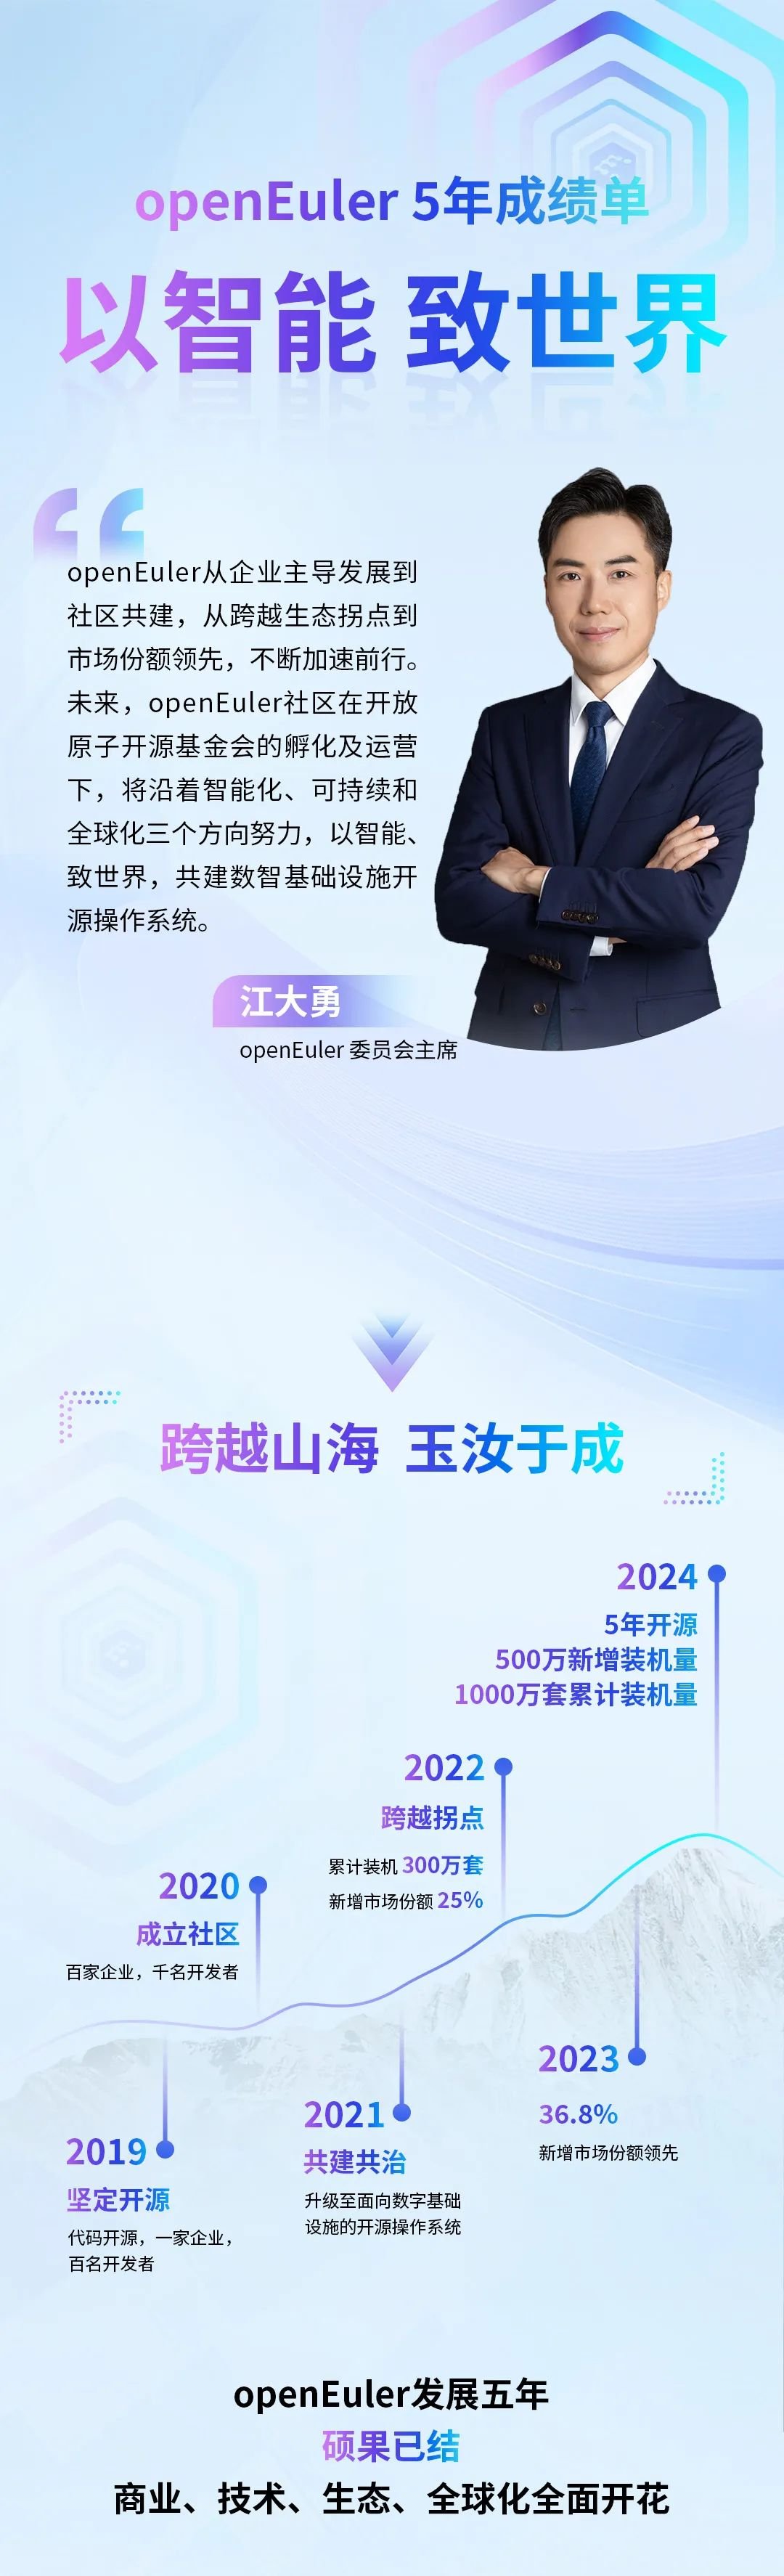 openEuler 5年成绩单
以智能 致世界
openEuler从企业主导发展到
社区共建，从跨越生态拐点到
市场份额领先，不断加速前行。
未来，openEuler社区在开放
原子开源基金会的孵化及运营
下，将沿着智能化、可持续和
全球化三个方向努力，以智能、
致世界，共建数智基础设施开
源操作系统。
江大勇
openEuler 委员会主席
跨越山海 玉汝于成
2024
5年开源
500万新增装机量
1000万套累计装机量
2022
跨越拐点
累计装机 300万套
新增市场份额 25%
2020
成立社区
百家企业，千名开发者
2023
36.8%
新增市场份额领先
2021
共建共治
升级至面向数字基础
设施的开源操作系统
2019
坚定开源
代码开源，一家企业，
百名开发者
openEuler发展五年
硕果已结
商业、技术、生态、全球化全面开花